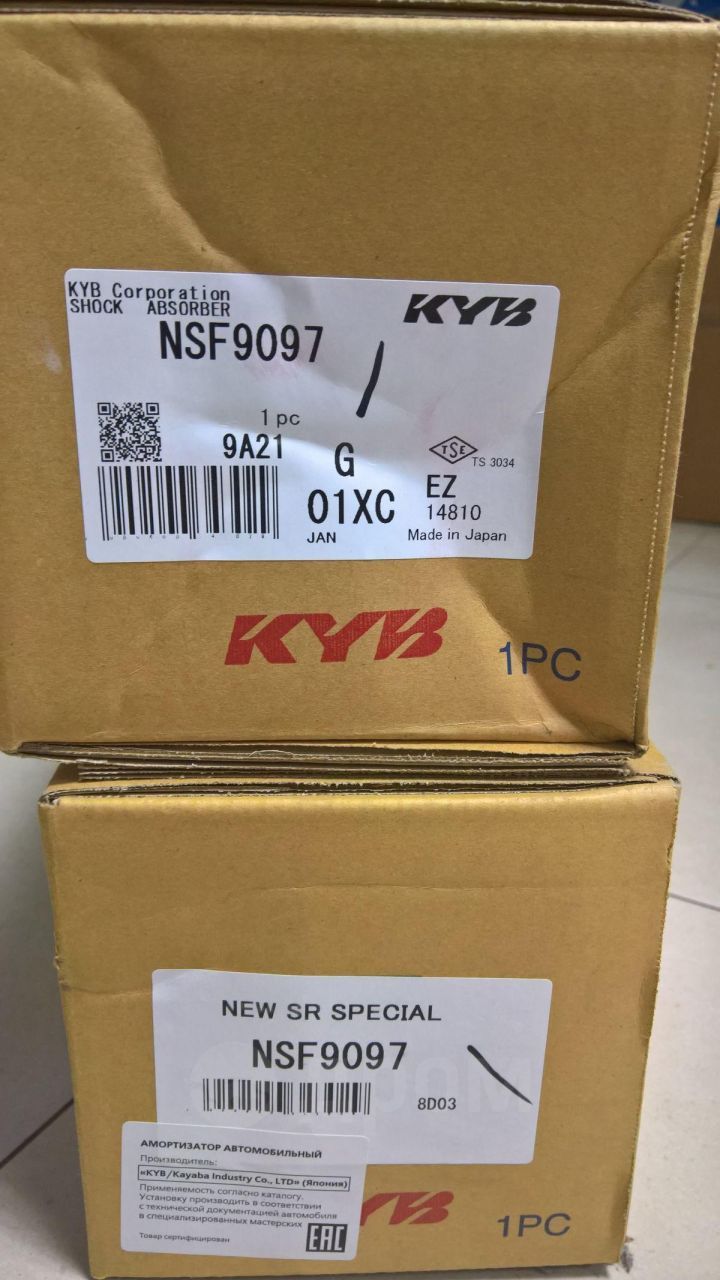 KYB Corporation
SHOCK ABSORBER
KYB
NSF9097
1 pc
9A21
G
TSE
TS 3034
01XC
EZ
14810
JAN
Made in Japan
KYB
1PC
NEW SR SPECIAL
NSF9097
8D03
АМОРТИЗАТОР АВТОМОБИЛЬНЫЙ
Производитель:
«KYB/Kayaba Industry Co., LTD» (Япония)
Применяемость согласно каталогу.
Установку производить в соответствии
с технической документацией автомобиля
в специализированных мастерских
Товар сертифицирован
EAC
YB
1PC